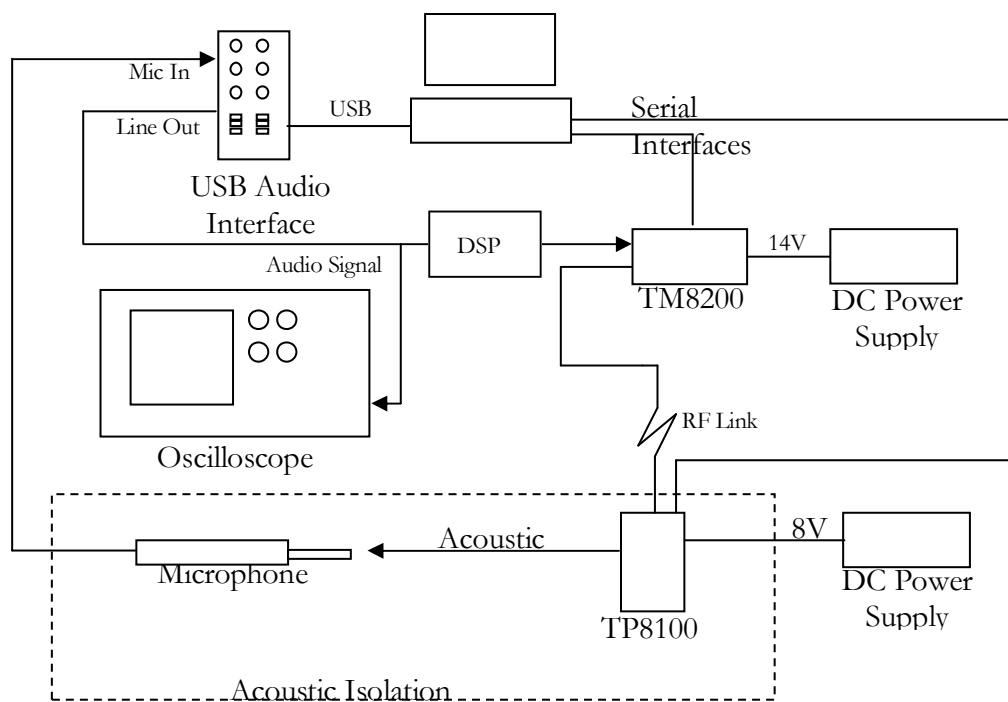 Mic In
USB
Serial
Line Out
Interfaces
USB Audio
Interface
DSP
14V
Audio Signal
TM8200
DC Power
Supply
RF Link
Oscilloscope
Acoustic
8V
Microphone
DC Power
Supply
TP8100
Acoustic Isolation